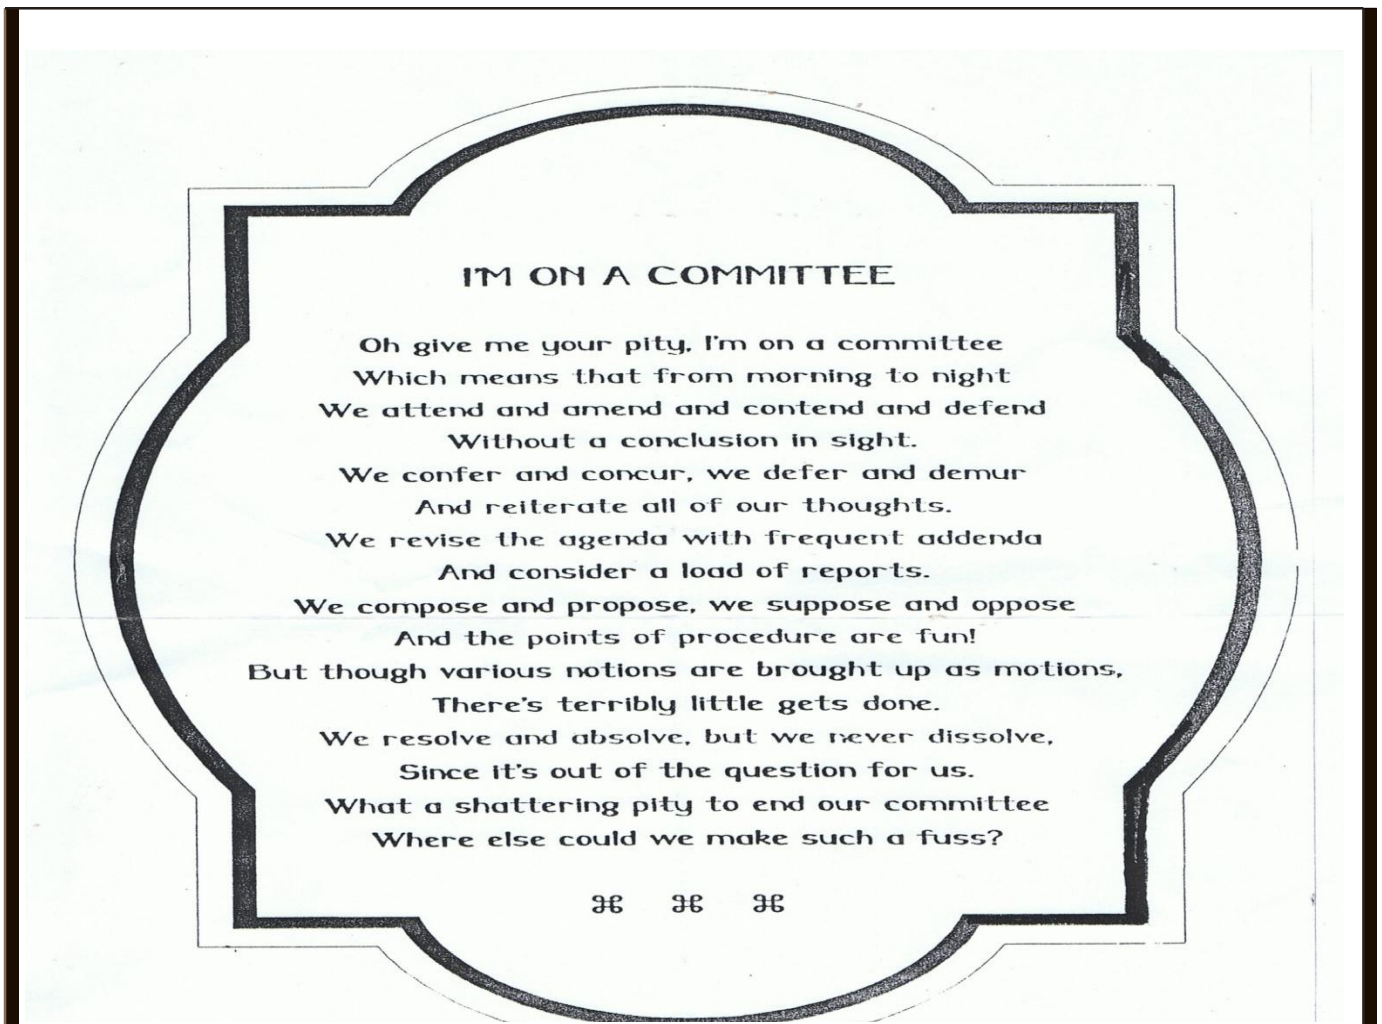 I'M ON A COMMITTEE
Oh give me your pity, I'm on a committee
Which means that from morning to night
We attend and amend and contend and defend
Without a conclusion in sight.
We confer and concur, we defer and demur
And reiterate all of our thoughts.
We revise the agenda with frequent addenda
And consider a load of reports.
We compose and propose, we suppose and oppose
And the points of procedure are fun!
But though various notions are brought up as motions,
There's terribly little gets done.
We resolve and absolve, but we never dissolve,
Since it's out of the question for us.
What a shattering pity to end our committee
Where else could we make such a fuss?
⌘ ⌘ ⌘